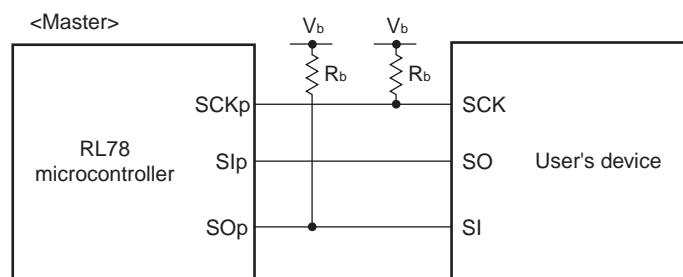 <Master>
Vb
Vb
Rb
Rb
SCKp
SCK
RL78
microcontroller
SIp
SO
User's device
SOp
SI